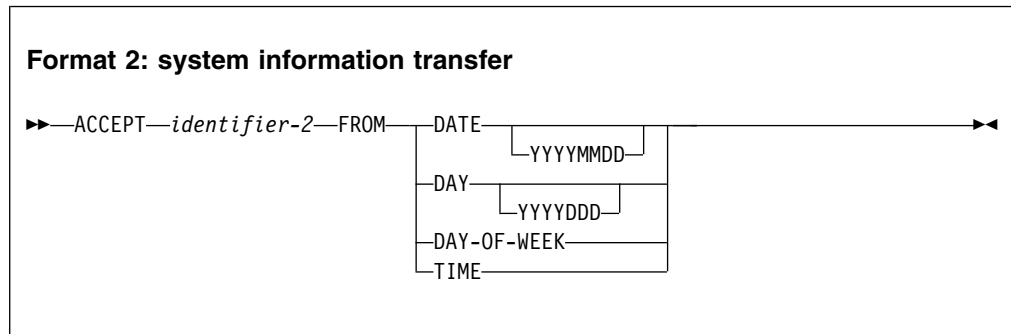 Format 2: system information transfer
ACCEPT identifier-2 FROM DATE
YYYYMMDD
DAY
YYYYDDD
DAY-OF-WEEK
TIME